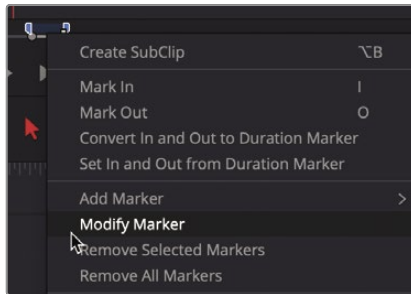 Create SubClip ⌥B
Mark In I
Mark Out O
Convert In and Out to Duration Marker
Set In and Out from Duration Marker
Add Marker >
Modify Marker
Remove Selected Markers
Remove All Markers